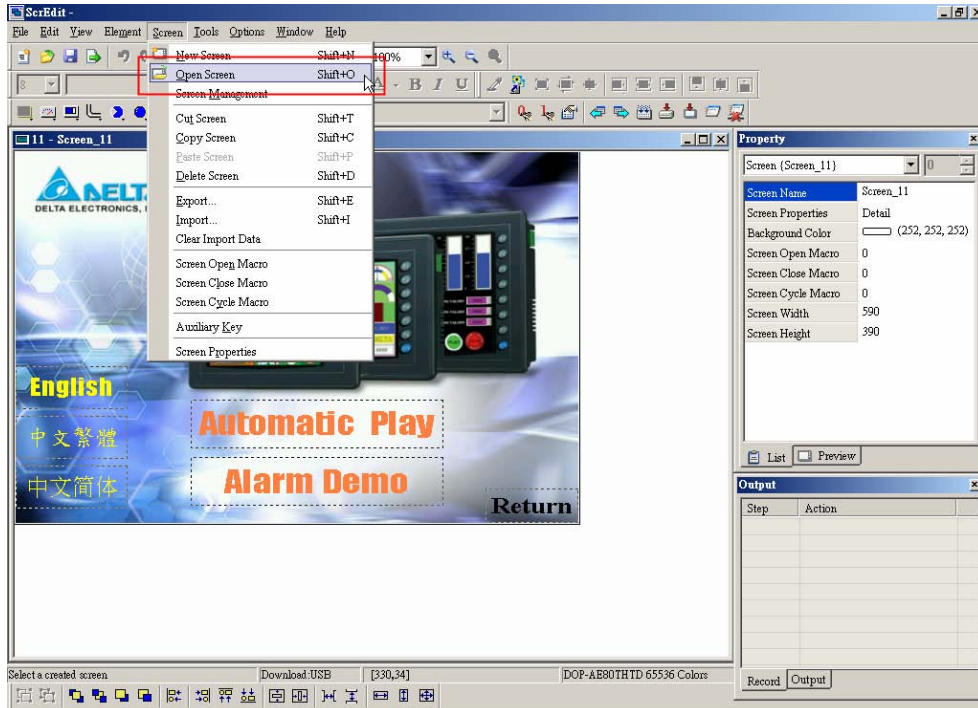 ScrEdit -
File Edit View Element Screen Tools Options Window Help
New Screen Shift+N
100%
Open Screen Shift+O
A B I U
Screen Management
Cut Screen Shift+T
Copy Screen Shift+C
Paste Screen Shift+P
Delete Screen Shift+D
Export... Shift+E
Import... Shift+I
Clear Import Data
Screen Open Macro
Screen Close Macro
Screen Cycle Macro
Auxiliary Key
Screen Properties
11 - Screen_11
DELT
DELTA ELECTRONICS,
English
中文繁體
中文简体
Automatic Play
Alarm Demo
Return
Property
Screen {Screen_11} 0
Screen Name Screen_11
Screen Properties Detail
Background Color (252, 252, 252)
Screen Open Macro 0
Screen Close Macro 0
Screen Cycle Macro 0
Screen Width 590
Screen Height 390
List Preview
Output
Step Action
Record Output
Select a created screen Download:USB [330,34] DOP-AE80THTD 65536 Colors